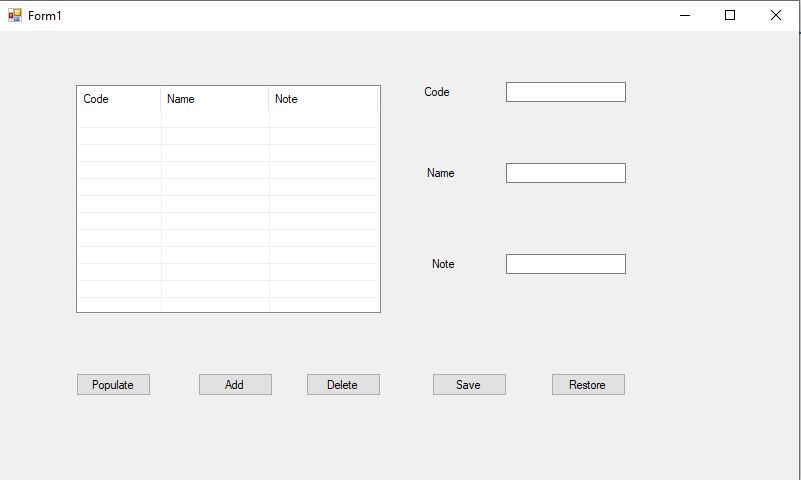 Form1
Code Name Note
Code
Name
Note
Populate Add Delete Save Restore